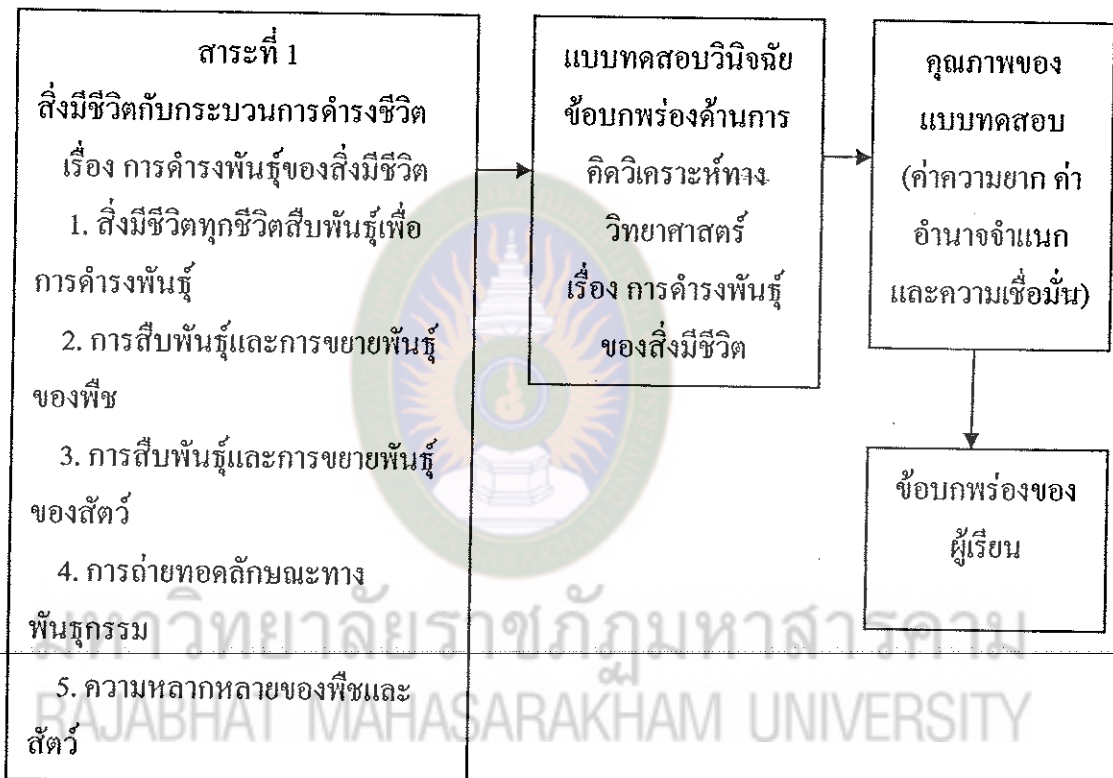 สาระที่ 1
สิ่งมีชีวิตกับกระบวนการดำรงชีวิต
เรื่อง การดำรงพันธุ์ของสิ่งมีชีวิต
1. สิ่งมีชีวิตทุกชีวิตสืบพันธุ์เพื่อ
การดำรงพันธุ์
2. การสืบพันธุ์และการขยายพันธุ์
ของพืช
3. การสืบพันธุ์และการขยายพันธุ์
ของสัตว์
4. การถ่ายทอดลักษณะทาง
พันธุกรรม
5. ความหลากหลายของพืชและ
สัตว์
แบบทดสอบวินิจฉัย
ข้อบกพร่องด้านการ
คิดวิเคราะห์ทาง
วิทยาศาสตร์
เรื่อง การดำรงพันธุ์
ของสิ่งมีชีวิต
คุณภาพของ
แบบทดสอบ
(ค่าความยาก ค่า
อำนาจจำแนก
และความเชื่อมั่น)
ข้อบกพร่องของ
ผู้เรียน
มหาวิทยาลัยราชภัฏมหาสารคาม
RAJABHAT MAHASARAKHAM UNIVERSITY